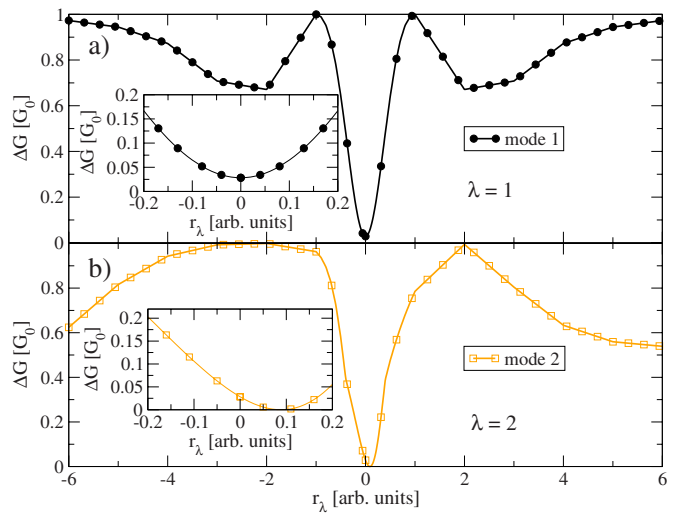 a)
ΔG [G0]
1
0.8
0.6
0.4
0.2
0
ΔG [G0]
0.2
0.15
0.1
0.05
0
-0.2 -0.1 0 0.1 0.2
rλ [arb. units]
mode 1
λ = 1
b)
ΔG [G0]
0.8
0.6
0.4
0.2
0
ΔG [G0]
0.2
0.15
0.1
0.05
0
-0.2 -0.1 0 0.1 0.2
rλ [arb. units]
mode 2
λ = 2
-6 -4 -2 0 2 4 6
rλ [arb. units]